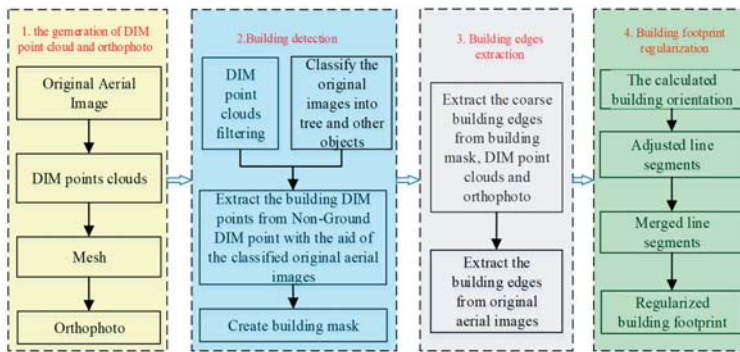 1. the gemeration of DIM
point cloud and orthophoto
Original Aerial
Image
DIM points clouds
Mesh
Orthophoto
2.Building detection
DIM
point
clouds
filtering
Classify the
original
images into
tree and other
objects
Extract the building DIM
points from Non-Ground
DIM point with the aid of
the classified original aerial
images
Create building mask
3. Building edges
extraction
Extract the coarse
building edges
from building
mask, DIM point
clouds and
orthophoto
Extract the
building edges
from original
aerial images
4. Building footprint
regularization
The calculated
building orientation
Adjusted line
segments
Merged line
segments
Regularized
building footprint